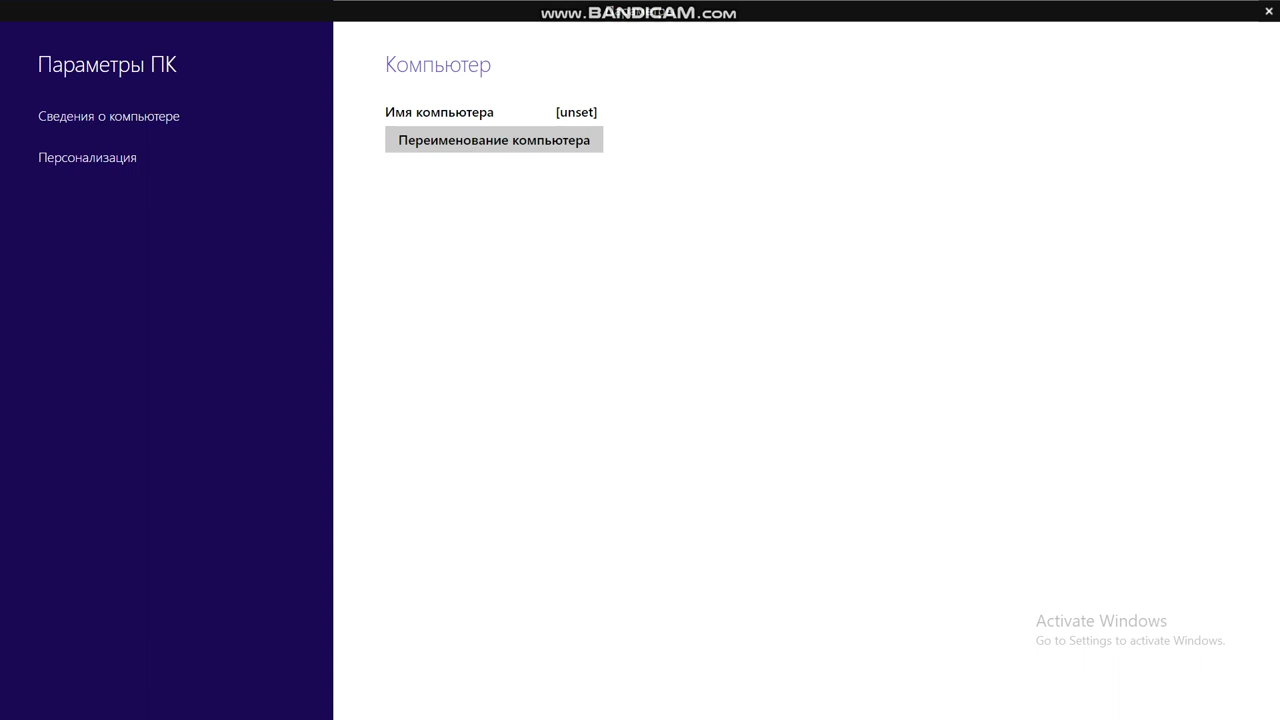 www.BANDICAM.com
Параметры ПК
Сведения о компьютере
Персонализация
Компьютер
Имя компьютера [unset]
Переименование компьютера
Activate Windows
Go to Settings to activate Windows.